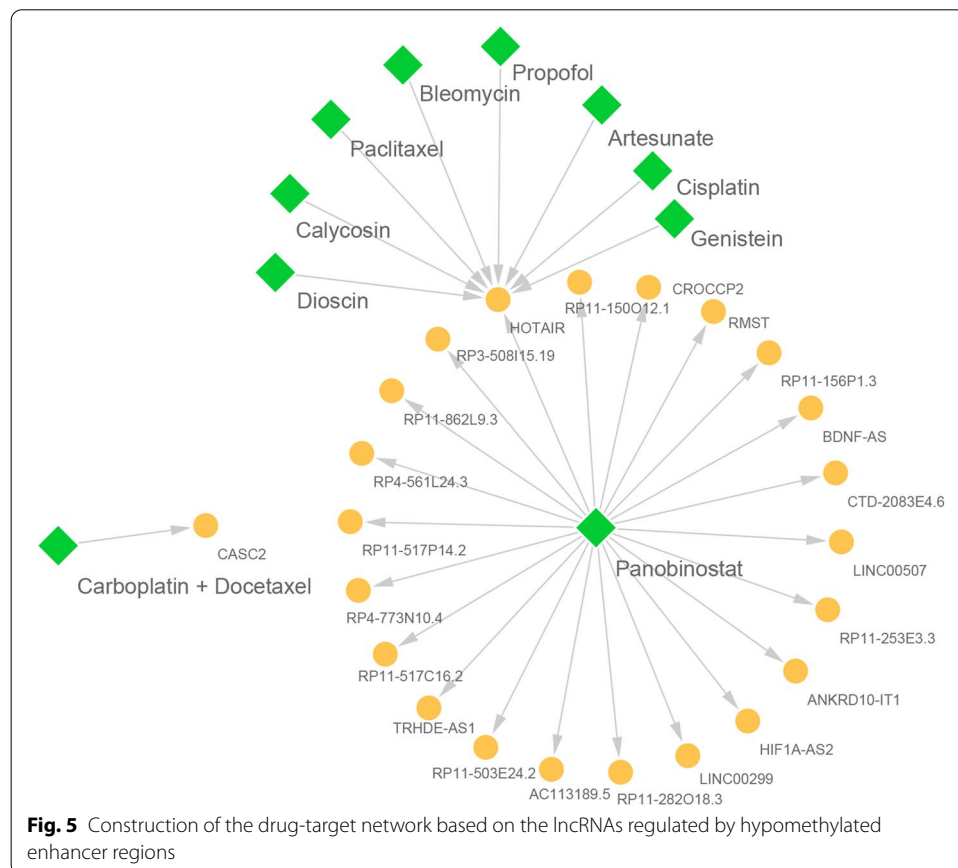 Propofol
Bleomycin
Artesunate
Paclitaxel
Cisplatin
Calycosin
Genistein
Dioscin
CROCCP2
RP11-150O12.1
HOTAIR
RMST
RP3-508I15.19
RP11-156P1.3
RP11-862L9.3
BDNF-AS
RP4-561L24.3
CTD-2083E4.6
RP11-517P14.2
CASC2
Panobinostat
LINC00507
Carboplatin + Docetaxel
RP4-773N10.4
RP11-253E3.3
RP11-517C16.2
ANKRD10-IT1
TRHDE-AS1
HIF1A-AS2
RP11-503E24.2
LINC00299
AC113189.5
RP11-282O18.3
Fig. 5 Construction of the drug-target network based on the lncRNAs regulated by hypomethylated
enhancer regions